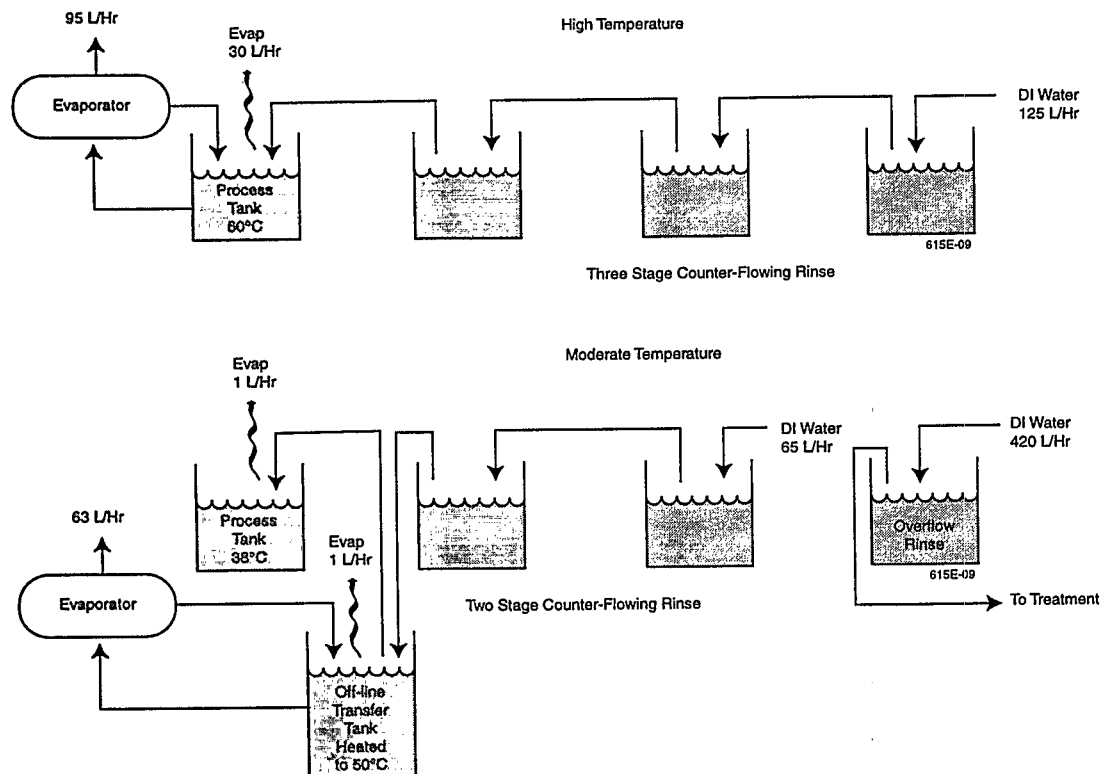 95 L/Hr
Evap
30 L/Hr
High Temperature
Evaporator
DI Water
125 L/Hr
Process
Tank
60°C
615E-09
Three Stage Counter-Flowing Rinse
Moderate Temperature
Evap
1 L/Hr
DI Water
65 L/Hr
DI Water
420 L/Hr
63 L/Hr
Process
Tank
38°C
Overflow
Rinse
615E-09
Evap
1 L/Hr
Evaporator
Two Stage Counter-Flowing Rinse
To Treatment
Off-line
Transfer
Tank
Heated
to 50°C